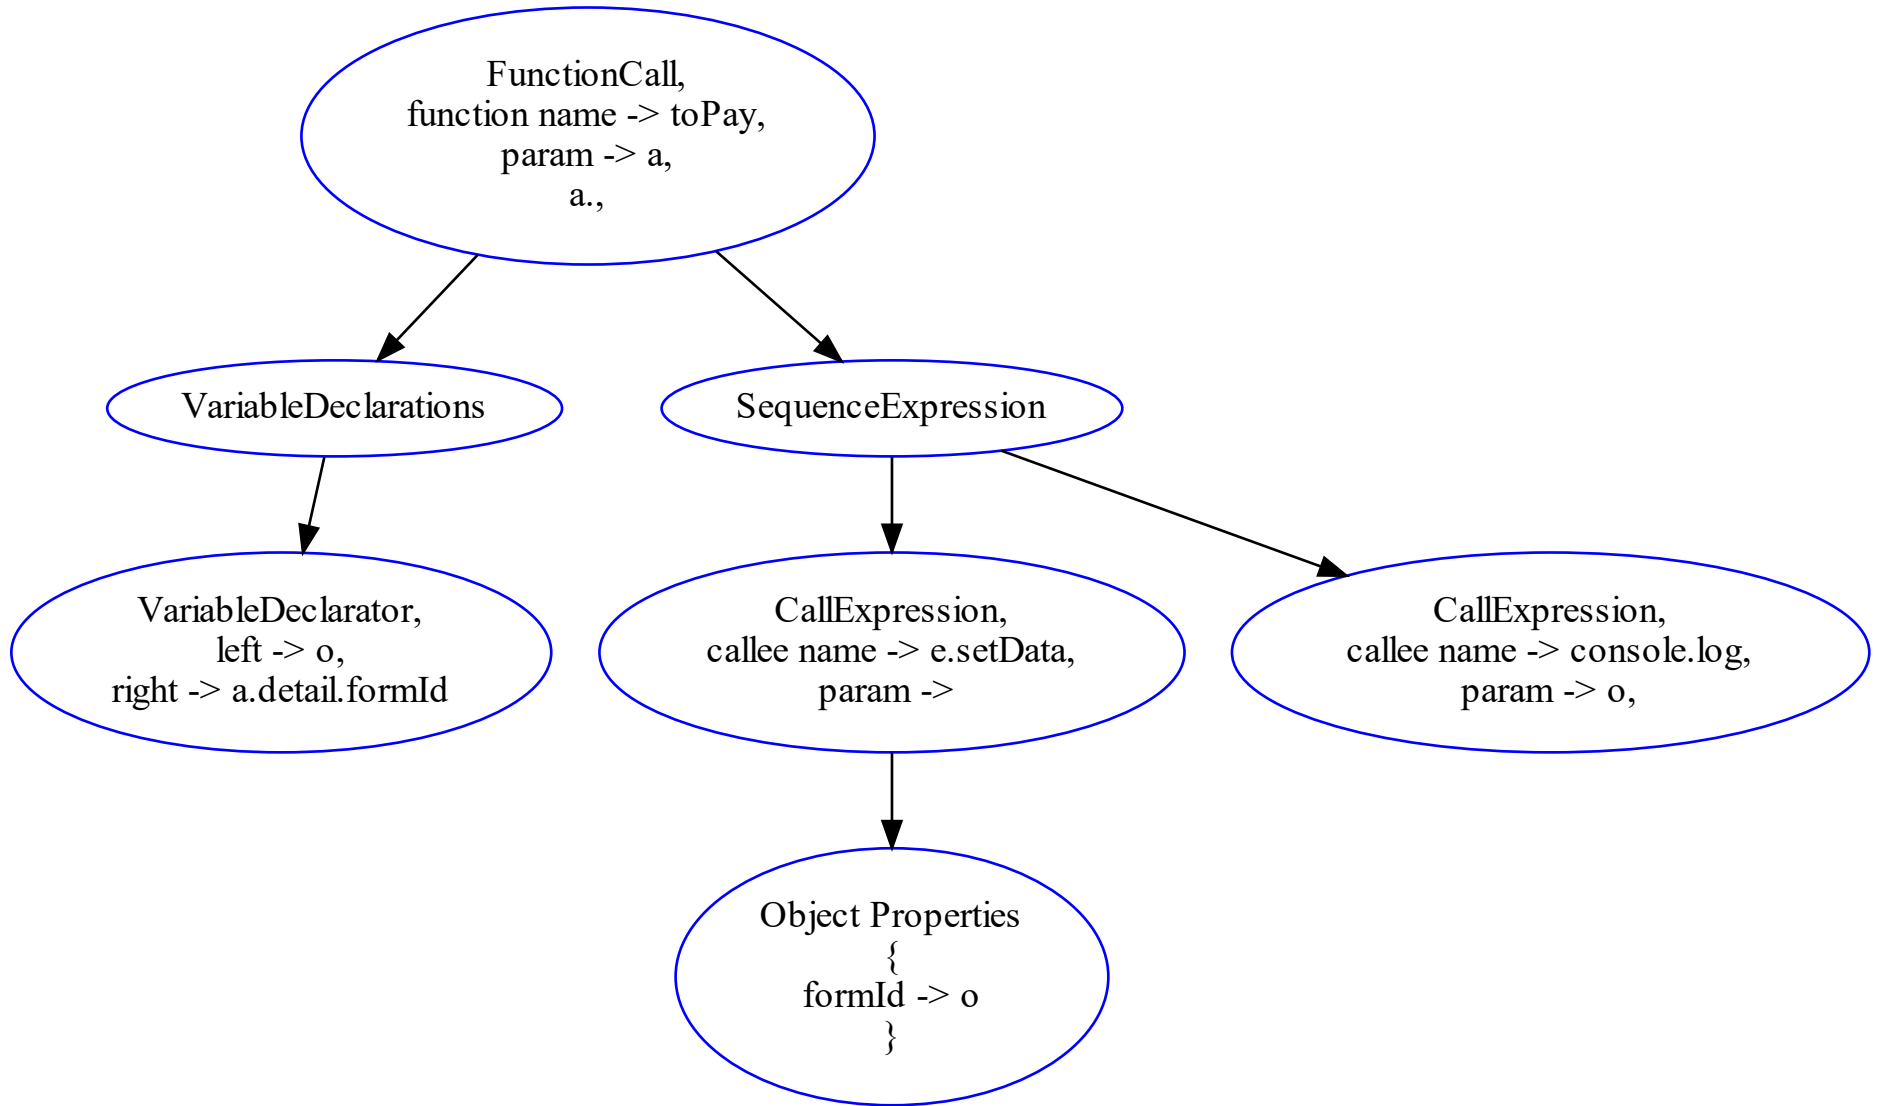 FunctionCall,
function name -> toPay,
param -> a,
a.,
VariableDeclarations
SequenceExpression
VariableDeclarator,
left -> o,
right -> a.detail.formId
CallExpression,
callee name -> e.setData,
param ->
CallExpression,
callee name -> console.log,
param -> o,
Object Properties
{
formId -> o
}